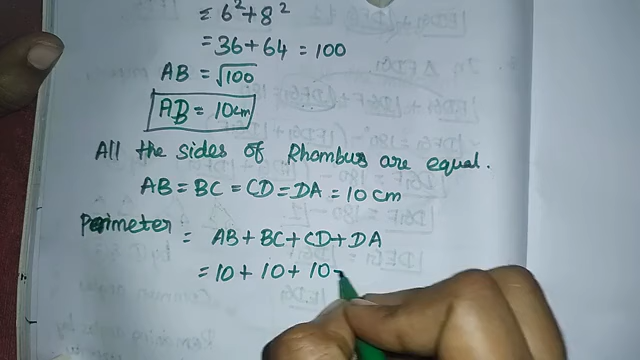 = 6² + 8²
= 36 + 64 = 100
AB = √100
AB = 10cm
All the sides of Rhombus are equal.
AB = BC = CD = DA = 10 cm
Perimeter = AB + BC + CD + DA
= 10 + 10 + 10 -